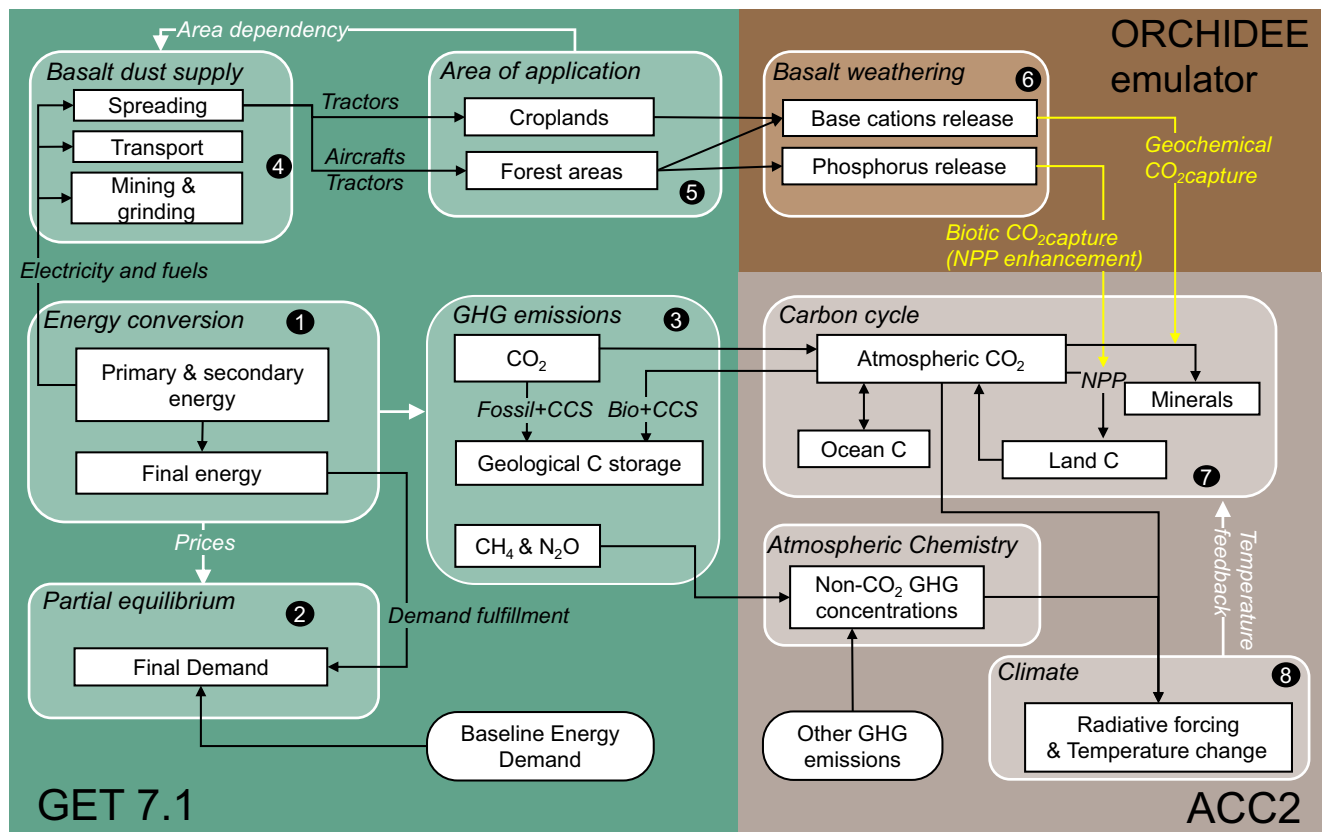 Area dependency
Basalt dust supply
Spreading
Transport
Mining &
grinding
4
Tractors
Aircrafts
Tractors
Area of application
Croplands
Forest areas
5
Basalt weathering
6
Base cations release
Phosphorus release
ORCHIDEE
emulator
Geochemical
CO2capture
Biotic CO2capture
(NPP enhancement)
Electricity and fuels
Energy conversion
1
Primary & secondary
energy
Final energy
Prices
Partial equilibrium
2
Final Demand
Demand fulfillment
Baseline Energy
Demand
GHG emissions
3
CO2
Fossil+CCS
Bio+CCS
Geological C storage
CH4 & N2O
Carbon cycle
Atmospheric CO2
NPP
Minerals
Ocean C
Land C
7
Atmospheric Chemistry
Non-CO2 GHG
concentrations
Temperature
feedback
Other GHG
emissions
Climate
8
Radiative forcing
& Temperature change
GET 7.1
ACC2